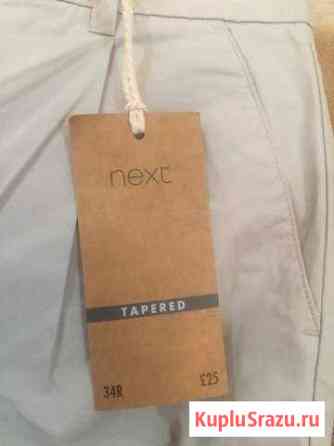 next
TAPERED
34R £25
KupluSrazu.ru